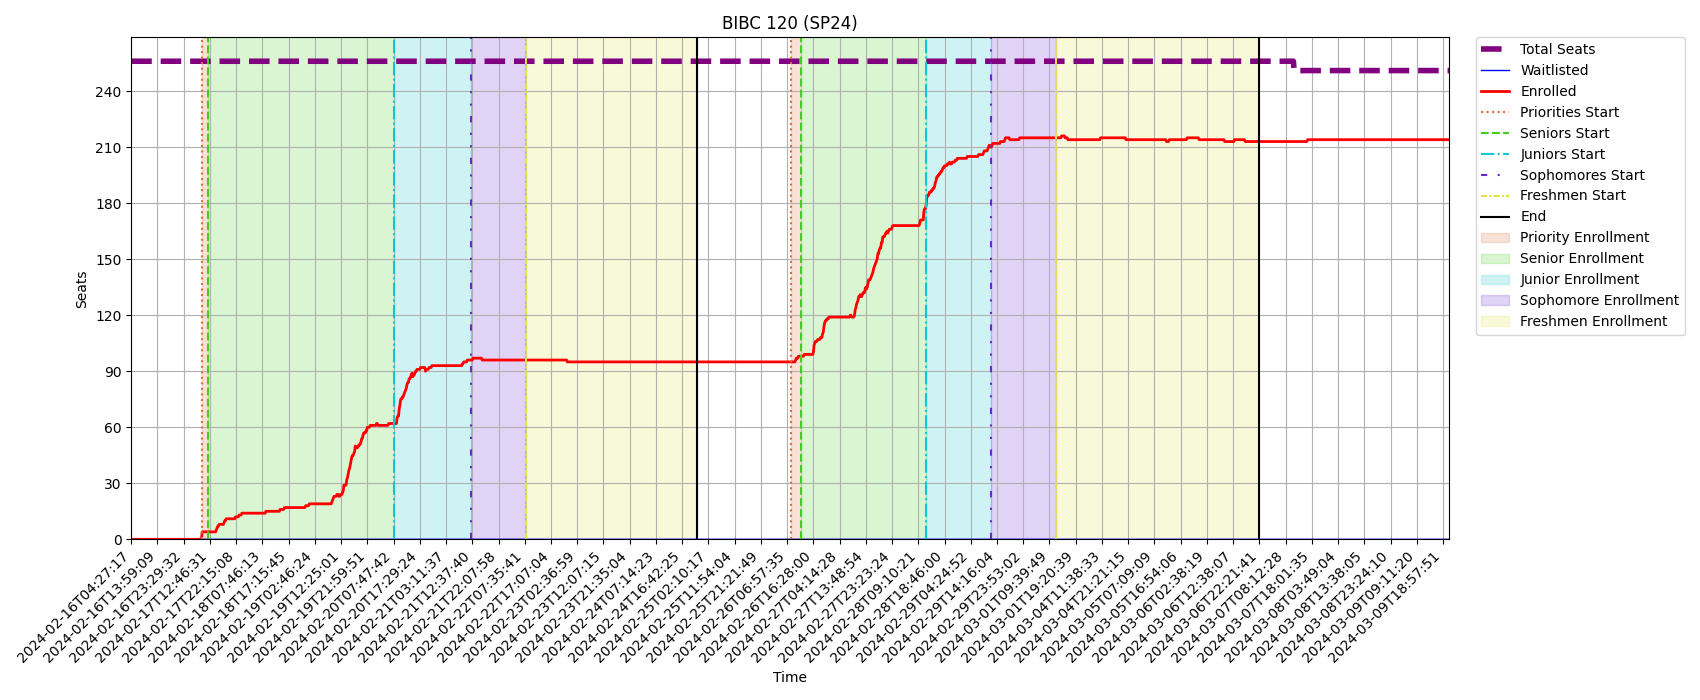 BIBC 120 (SP24)
Seats
240
210
180
150
120
90
60
30
0
2024-02-16T04:27:17
2024-02-16T13:59:09
2024-02-16T23:29:32
2024-02-17T12:46:31
2024-02-17T22:15:08
2024-02-18T07:46:13
2024-02-18T17:15:45
2024-02-19T02:46:24
2024-02-19T12:25:01
2024-02-19T21:59:51
2024-02-20T07:47:42
2024-02-20T17:29:24
2024-02-21T03:11:37
2024-02-21T12:37:40
2024-02-21T22:07:58
2024-02-22T07:35:41
2024-02-22T17:07:04
2024-02-23T02:36:59
2024-02-23T12:07:15
2024-02-23T21:35:04
2024-02-24T07:14:23
2024-02-24T16:42:25
2024-02-25T02:10:17
2024-02-25T11:54:04
2024-02-25T21:21:49
2024-02-26T06:57:35
2024-02-26T16:28:00
2024-02-27T04:14:28
2024-02-27T13:48:54
2024-02-27T23:23:24
2024-02-28T09:10:21
2024-02-28T18:46:00
2024-02-29T04:24:52
2024-02-29T14:16:04
2024-02-29T23:53:02
2024-03-01T09:39:49
2024-03-01T19:20:39
2024-03-04T11:38:33
2024-03-04T21:21:15
2024-03-05T07:09:09
2024-03-05T16:54:06
2024-03-06T02:38:19
2024-03-06T12:38:07
2024-03-06T22:21:41
2024-03-07T08:12:28
2024-03-07T18:01:35
2024-03-08T03:49:04
2024-03-08T13:38:05
2024-03-08T23:24:10
2024-03-09T09:11:20
2024-03-09T18:57:51
Time
Total Seats
Waitlisted
Enrolled
Priorities Start
Seniors Start
Juniors Start
Sophomores Start
Freshmen Start
End
Priority Enrollment
Senior Enrollment
Junior Enrollment
Sophomore Enrollment
Freshmen Enrollment